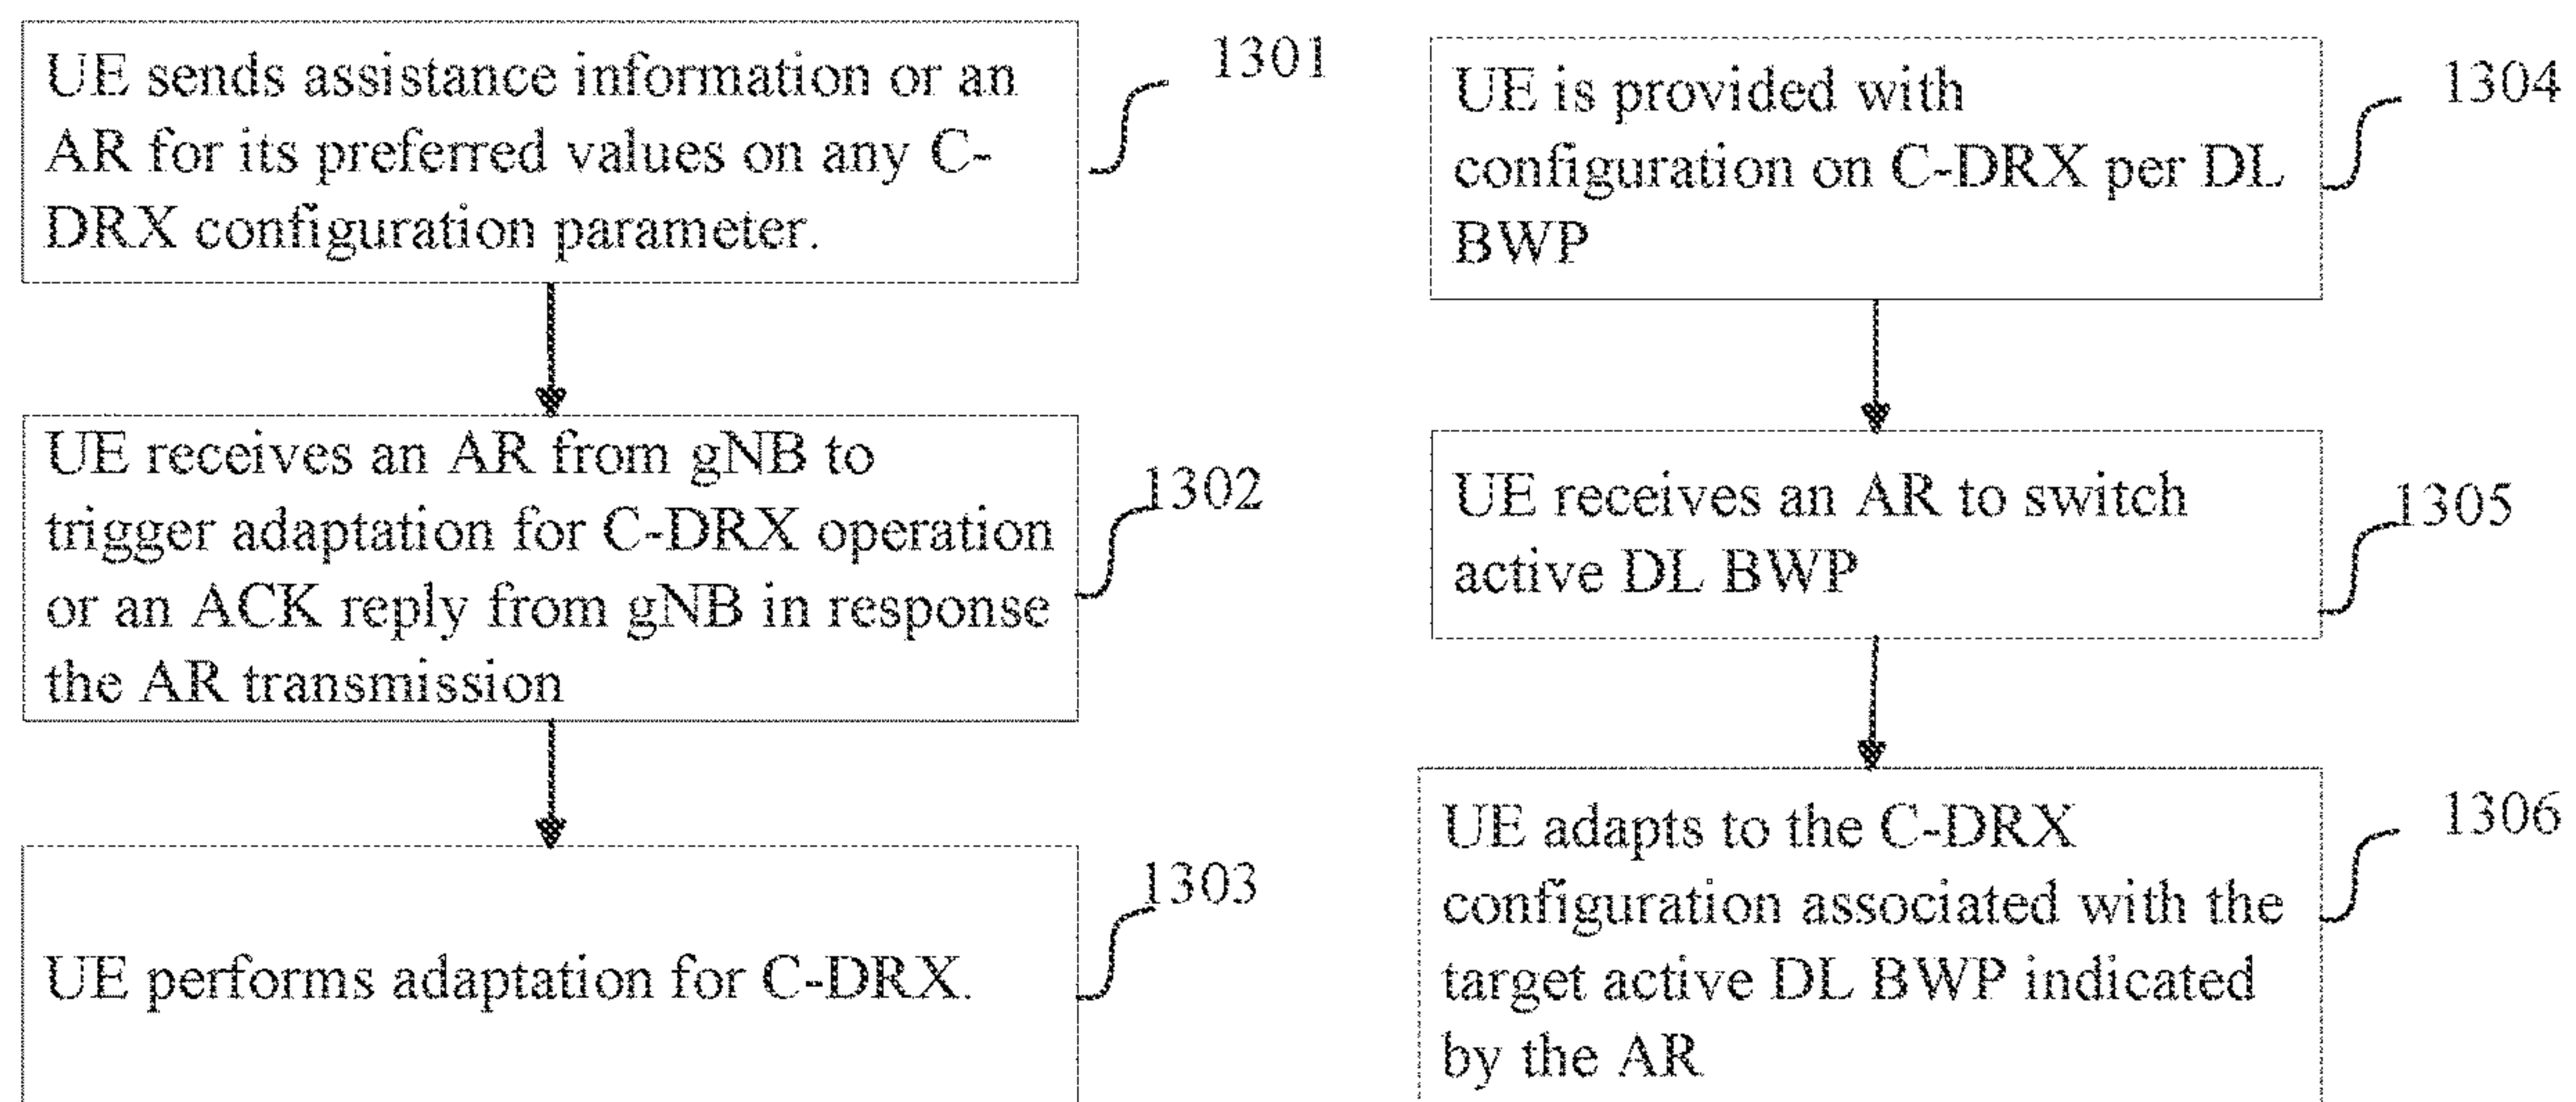 UE sends assistance information or an
AR for its preferred values on any C-
DRX configuration parameter.
1301
UE receives an AR from gNB to
trigger adaptation for C-DRX operation
or an ACK reply from gNB in response
the AR transmission
1302
UE performs adaptation for C-DRX.
1303
UE is provided with
configuration on C-DRX per DL
BWP
1304
UE receives an AR to switch
active DL BWP
1305
UE adapts to the C-DRX
configuration associated with the
target active DL BWP indicated
by the AR
1306